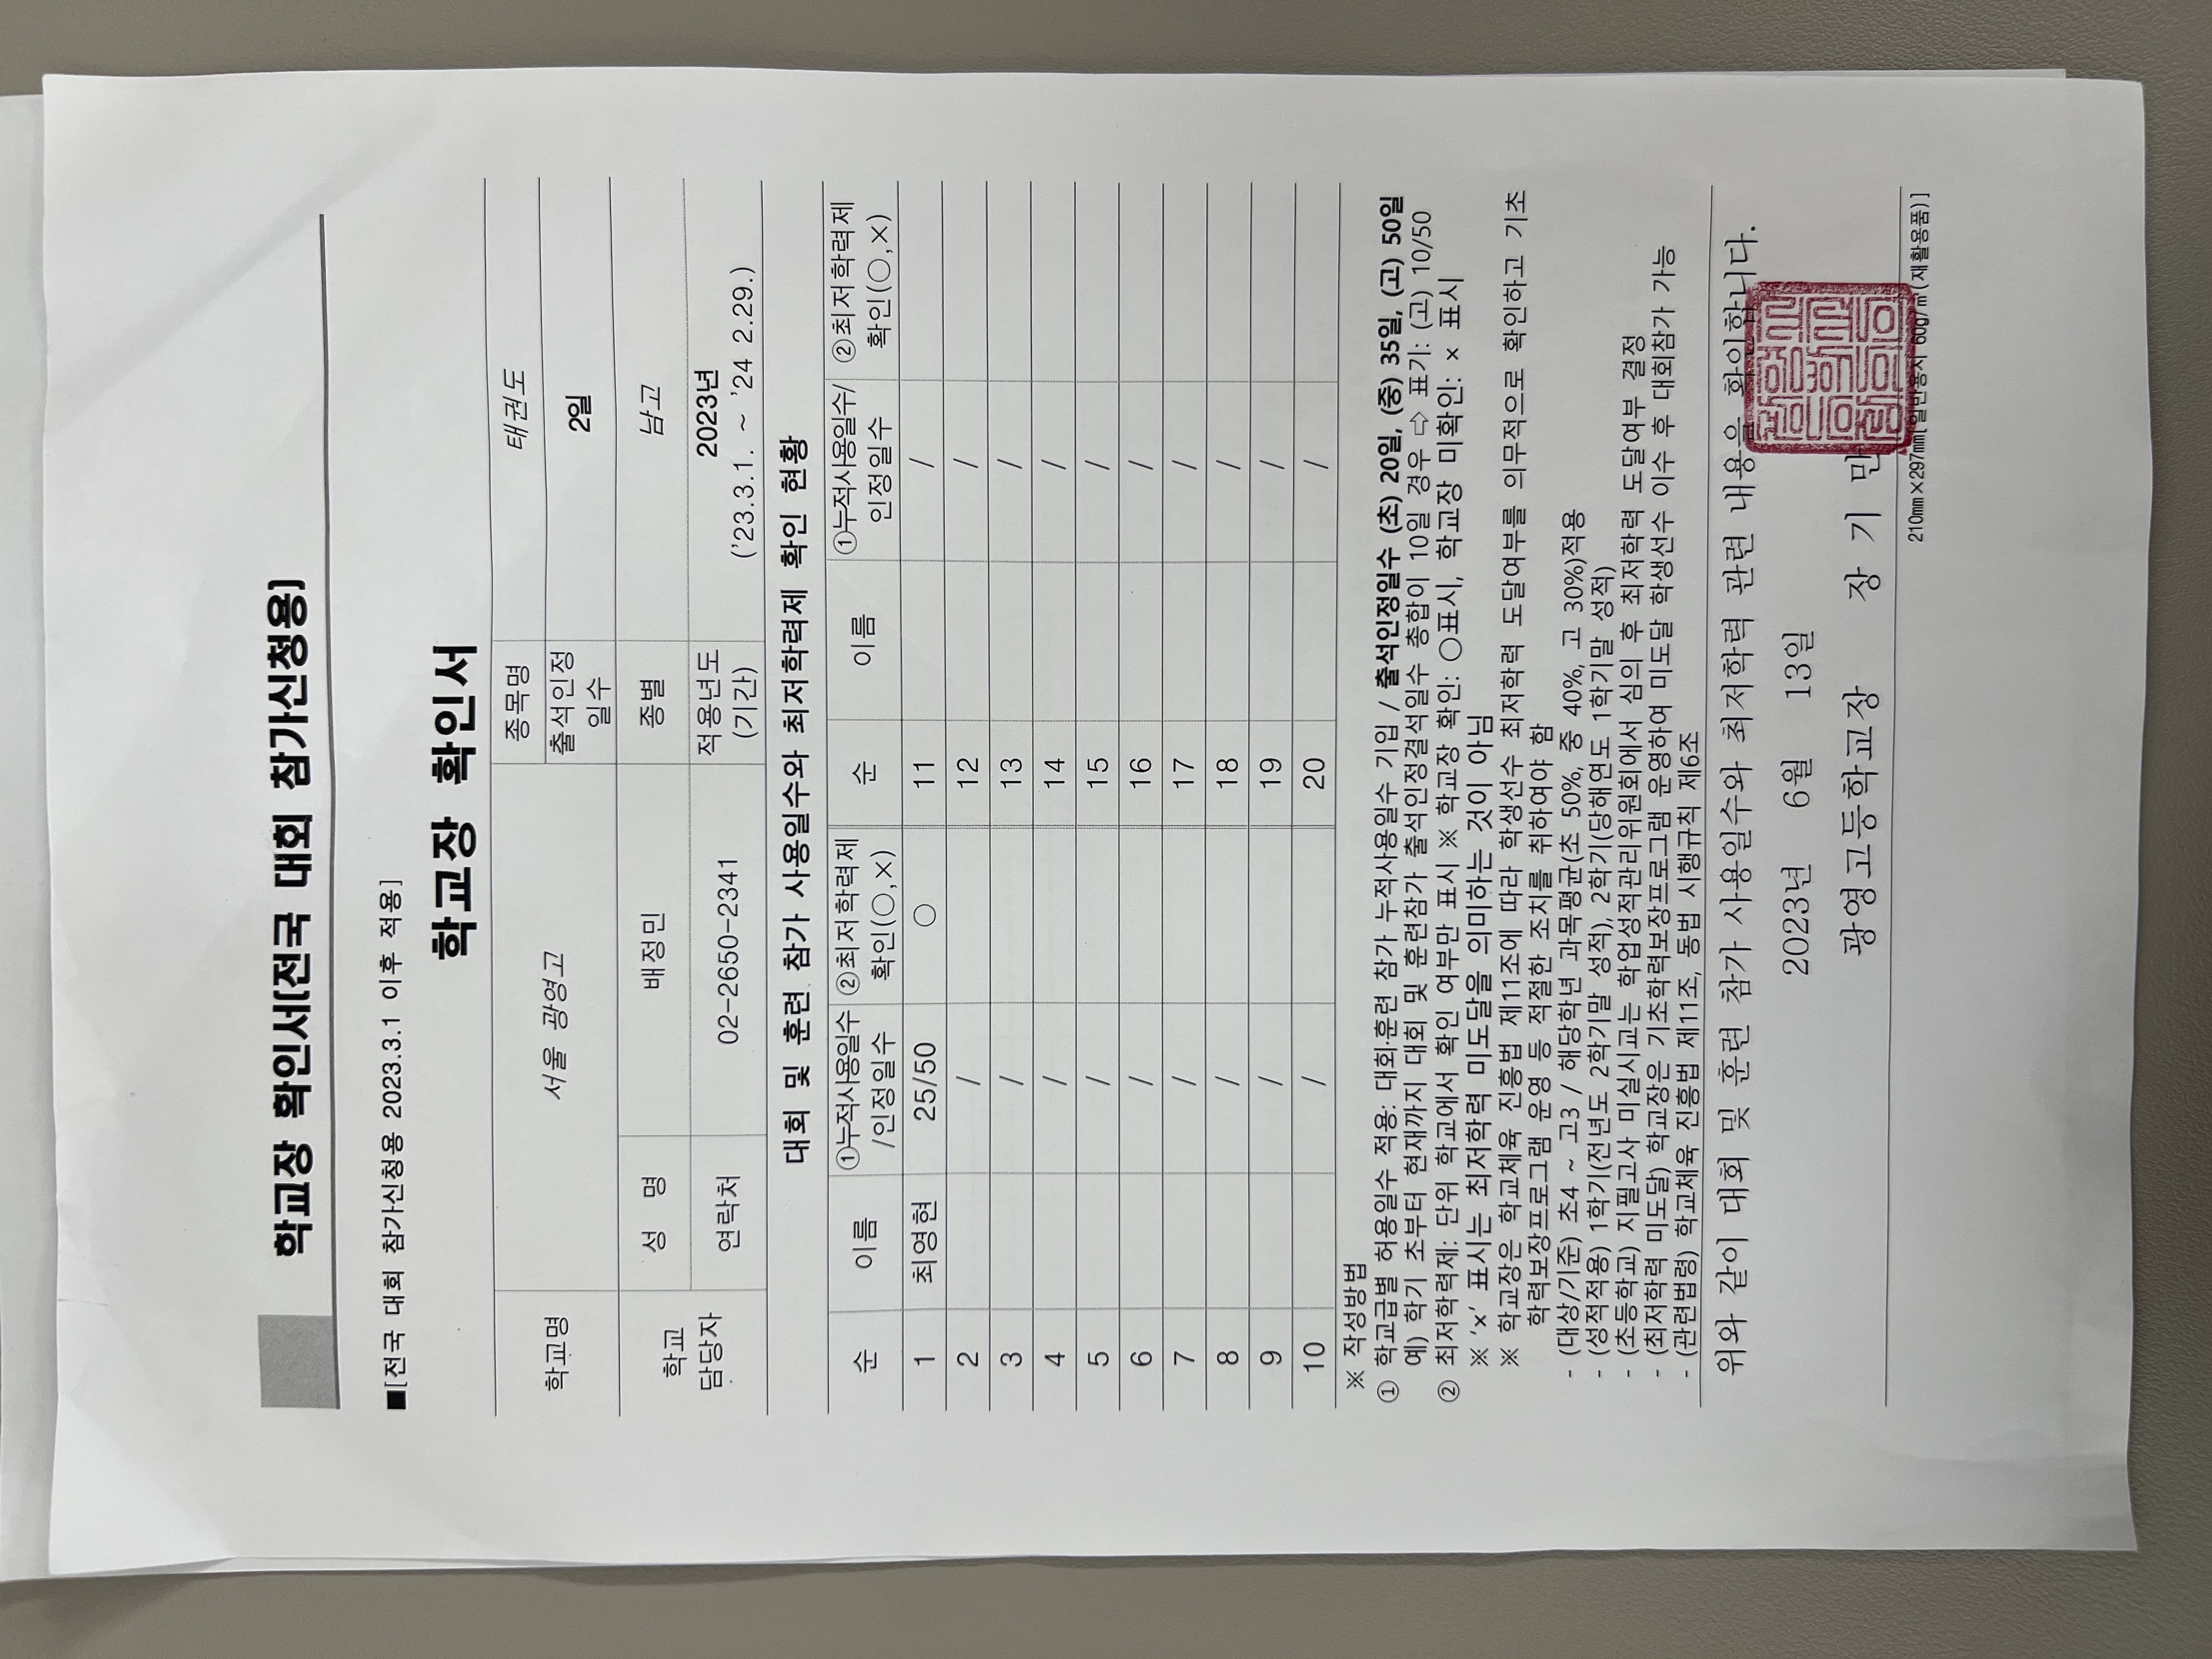 학교장 확인서[전국 대회 참가신청용]
■[전국 대회 참가신청용 2023.3.1 이후 적용]
학교장 확인서
학교명 서울 광영고 종목명 태권도
출석인정일수 2일
학교 담당자 성 명 배정민 종별 남고
연락처 02-2650-2341 적용년도(기간) 2023년
('23.3.1. ~ '24 2.29.)
대회 및 훈련 참가 사용일수와 최저학력제 확인 현황
순 이름 ①누적사용일수/인정일수 ②최저학력제 확인(○,×) 순 이름 ①누적사용일수/인정일수 ②최저학력제 확인(○,×)
1 최영현 25/50 ○ 11 /
2 / 12 /
3 / 13 /
4 / 14 /
5 / 15 /
6 / 16 /
7 / 17 /
8 / 18 /
9 / 19 /
10 / 20 /
※ 작성방법
① 학교급별 허용일수 적용: 대회·훈련 참가 누적사용일수 기입 / 출석인정일수 (초) 20일, (중) 35일, (고) 50일
예) 학기 초부터 현재까지 대회 및 훈련참가 출석인정결석일수 총합이 10일 경우 ⇨ 표기: (고) 10/50
② 최저학력제: 단위 학교에서 확인 여부만 표시 ※ 학교장 확인: ○표시, 학교장 미확인: × 표시
※ '×' 표시는 최저학력 미도달을 의미하는 것이 아님
※ 학교장은 학교체육 진흥법 제11조에 따라 학생선수 최저학력 도달여부를 의무적으로 확인하고 기초
학력보장프로그램 운영 등 적절한 조치를 취하여야 함
- (대상/기준) 초4 ~ 고3 / 해당학년 과목평균(초 50%, 중 40%, 고 30%)적용
- (성적적용) 1학기(전년도 2학기말 성적), 2학기(당해연도 1학기말 성적)
- (초등학교) 지필고사 미실시교는 학업성적관리위원회에서 심의 후 최저학력 도달여부 결정
- (최저학력 미도달) 학교장은 기초학력보장프로그램 운영하여 미도달 학생선수 이수 후 대회참가 가능
- (관련법령) 학교체육 진흥법 제11조, 동법 시행규칙 제6조
위와 같이 대회 및 훈련 참가 사용일수와 최저학력 관련 내용을 확인합니다.
2023년 6월 13일
광영고등학교장 장 기 만
210㎜×297㎜[일반용지 60g/㎡(재활용품)]